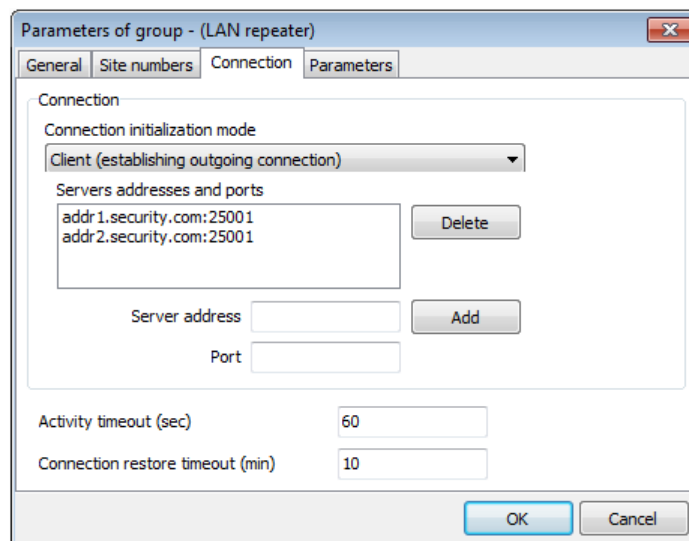 Parameters of group - (LAN repeater)
General Site numbers Connection Parameters
Connection
Connection initialization mode
Client (establishing outgoing connection)
Servers addresses and ports
addr1.security.com:25001
addr2.security.com:25001
Delete
Server address
Add
Port
Activity timeout (sec) 60
Connection restore timeout (min) 10
OK Cancel